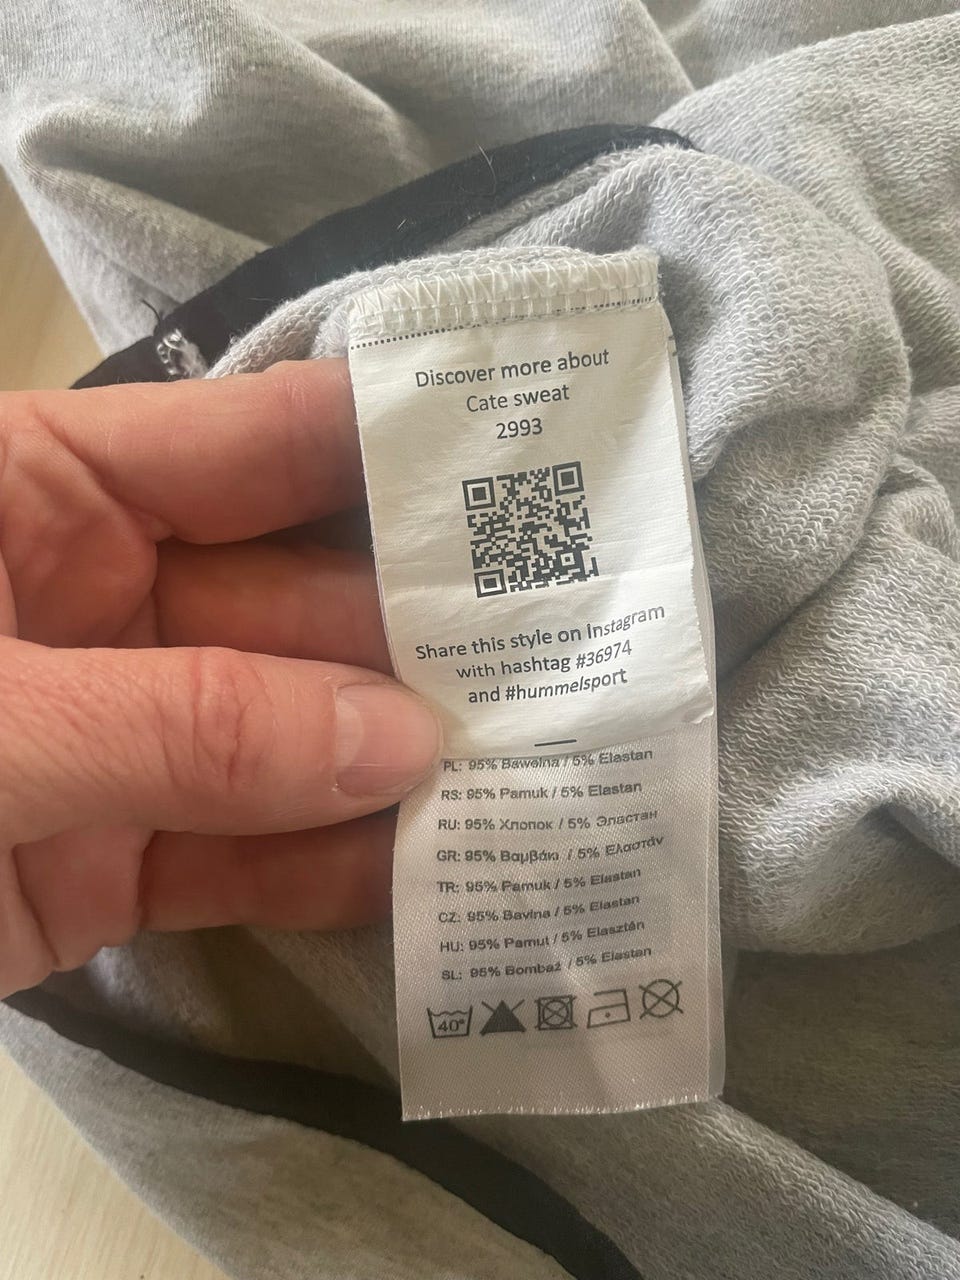 Discover more about
Cate sweat
2993
Share this style on Instagram
with hashtag #36974
and #hummelsport
PL: 95% Bawełna / 5% Elastan
RS: 95% Pamuk / 5% Elastan
RU: 95% Хлопок / 5% Эластан
GR: 95% Βαμβάκι / 5% Ελαστάν
TR: 95% Pamuk / 5% Elastan
CZ: 95% Bavlna / 5% Elastan
HU: 95% Pamut / 5% Elasztán
SL: 95% Bombaž / 5% Elastan
40°